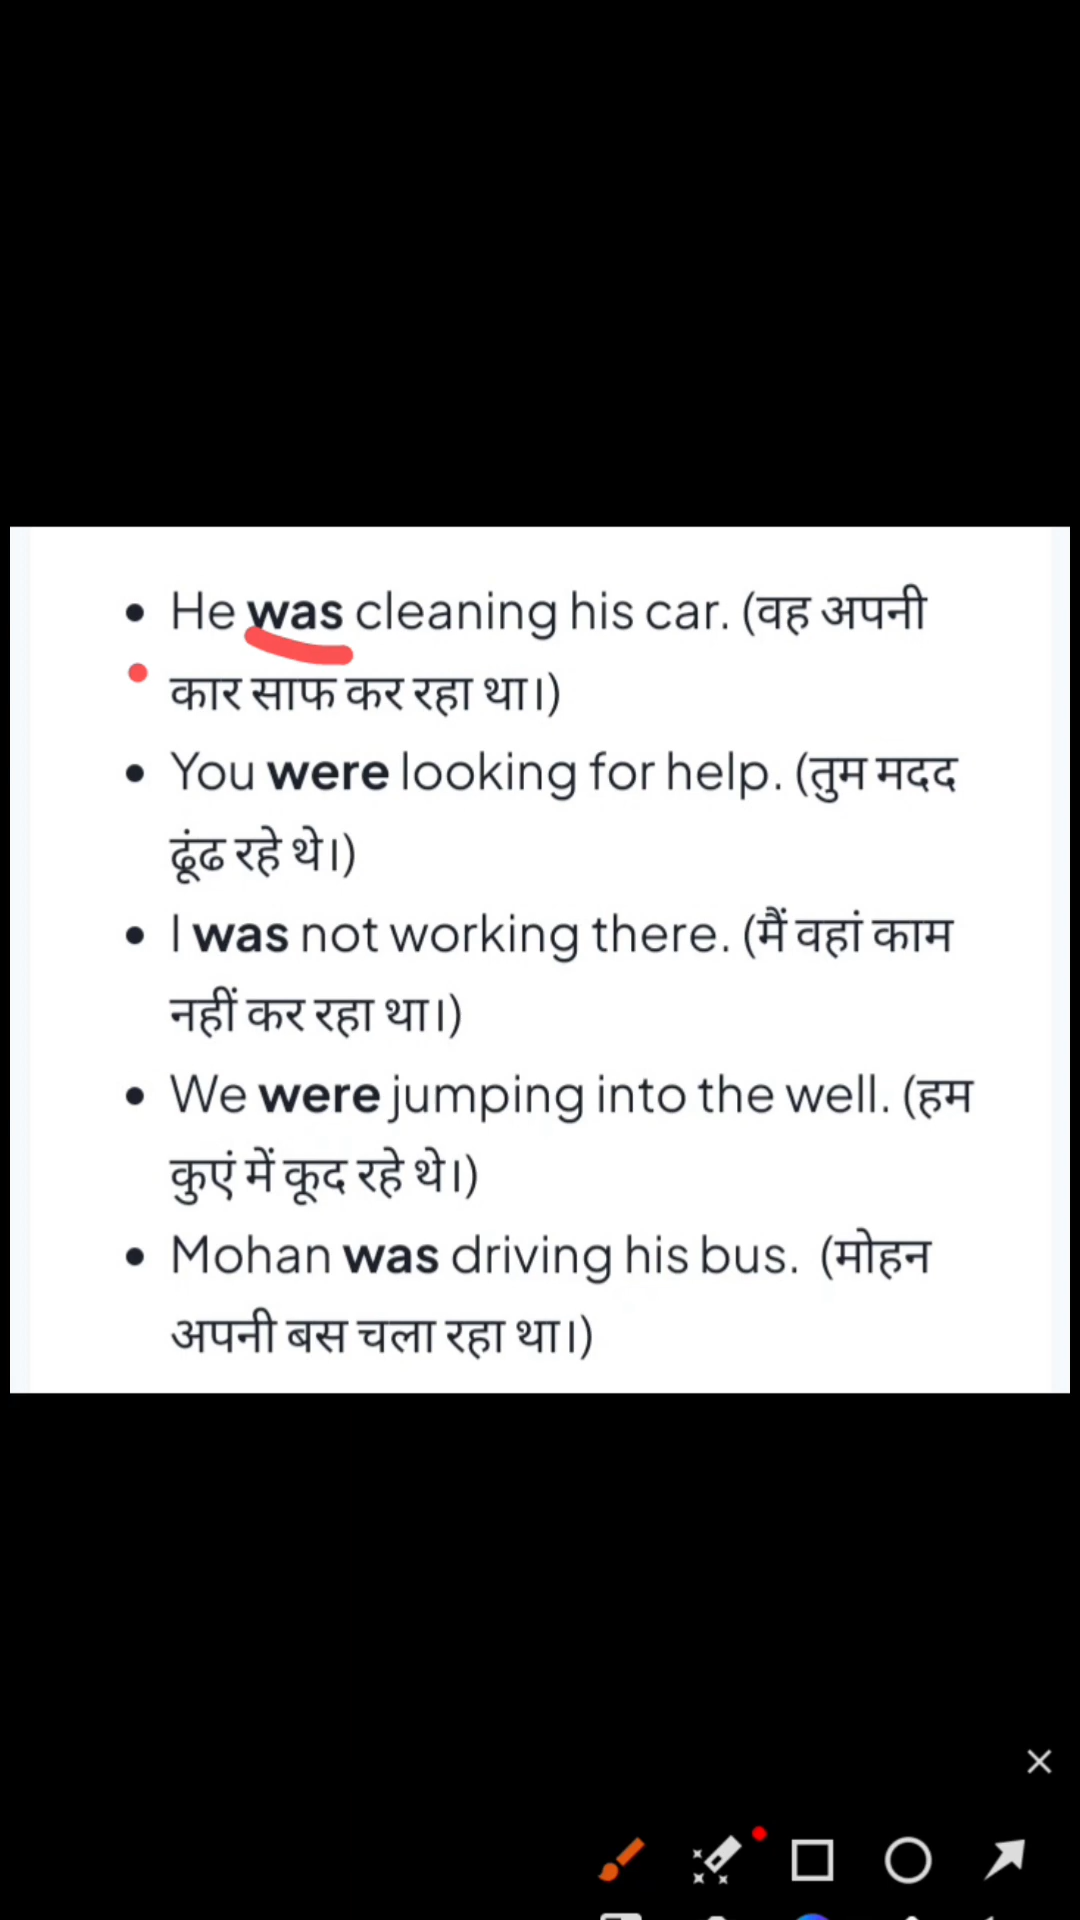 • He was cleaning his car. (वह अपनी
कार साफ कर रहा था।)
• You were looking for help. (तुम मदद
ढूंढ रहे थे।)
• I was not working there. (मैं वहां काम
नहीं कर रहा था।)
• We were jumping into the well. (हम
कुएं में कूद रहे थे।)
• Mohan was driving his bus. (मोहन
अपनी बस चला रहा था।)